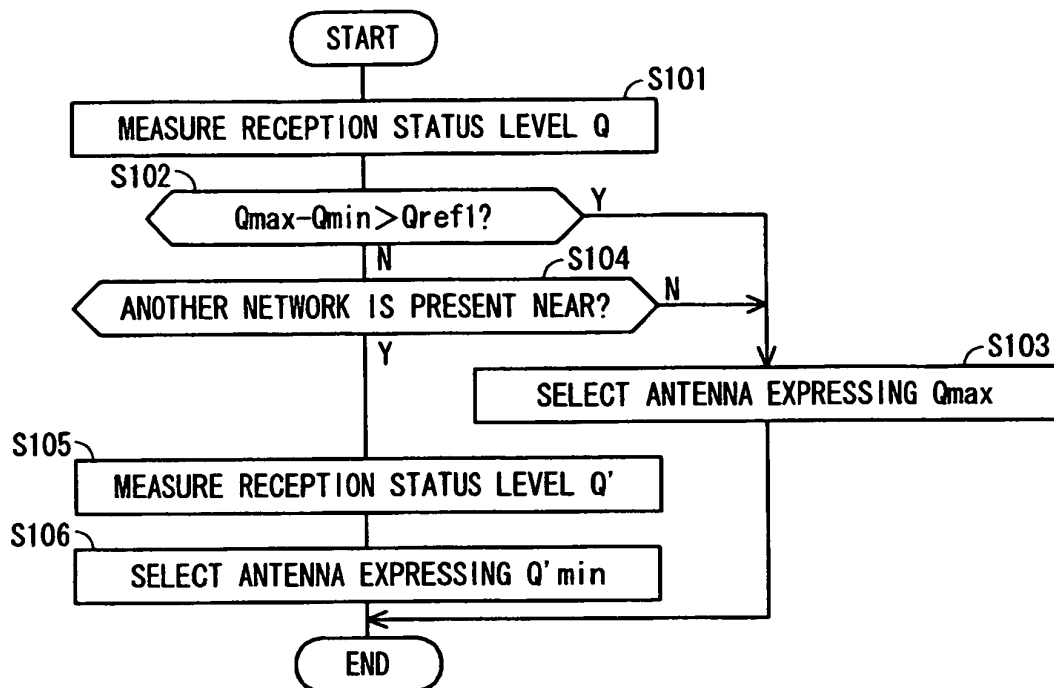 START
S101
MEASURE RECEPTION STATUS LEVEL Q
S102
Qmax-Qmin>Qref1?
Y
N
S104
ANOTHER NETWORK IS PRESENT NEAR?
N
Y
S103
SELECT ANTENNA EXPRESSING Qmax
S105
MEASURE RECEPTION STATUS LEVEL Q'
S106
SELECT ANTENNA EXPRESSING Q'min
END